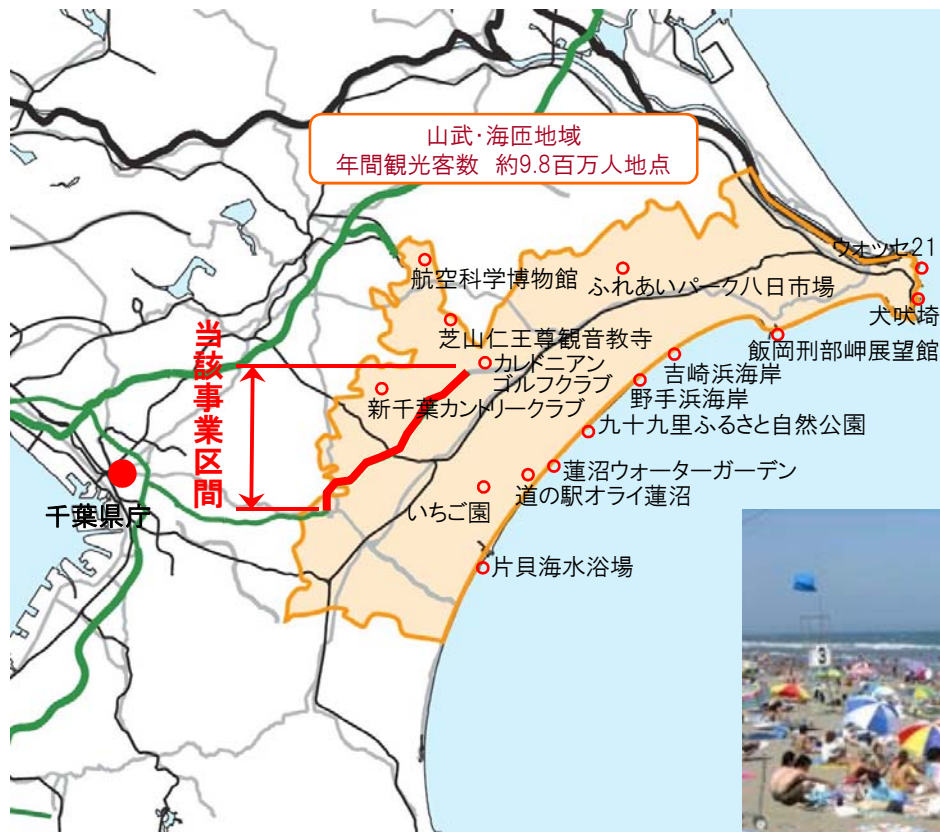 山武・海匝地域
年間観光客数 約9.8百万人地点
ウォッセ21
航空科学博物館
ふれあいパーク八日市場
犬吠埼
芝山仁王尊観音教寺
飯岡刑部岬展望館
当該事業区間
カレドニアン
ゴルフクラブ
吉崎浜海岸
新千葉カントリークラブ
野手浜海岸
九十九里ふるさと自然公園
蓮沼ウォーターガーデン
道の駅オライ蓮沼
いちご園
千葉県庁
片貝海水浴場
3